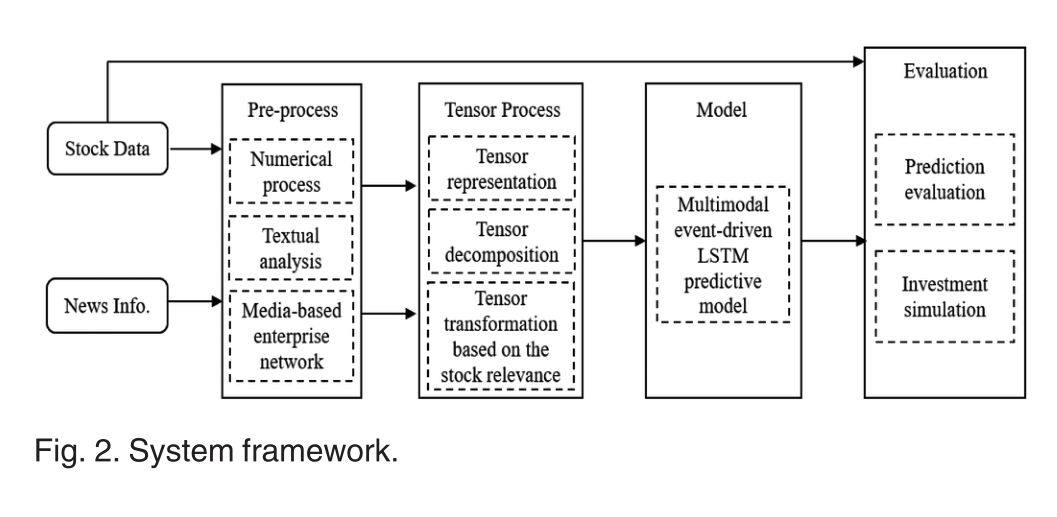 Stock Data
News Info.
Pre-process
Numerical
process
Textual
analysis
Media-based
enterprise
network
Tensor Process
Tensor
representation
Tensor
decomposition
Tensor
transformation
based on the
stock relevance
Model
Multimodal
event-driven
LSTM
predictive
model
Evaluation
Prediction
evaluation
Investment
simulation
Fig. 2. System framework.